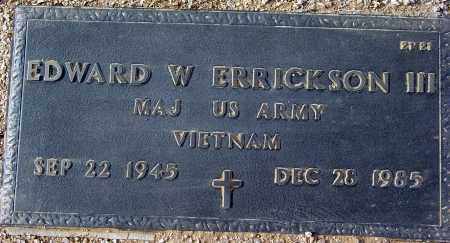 EDWARD W ERRICKSON III
MAJ US ARMY
VIETNAM
SEP 22 1945 DEC 28 1985